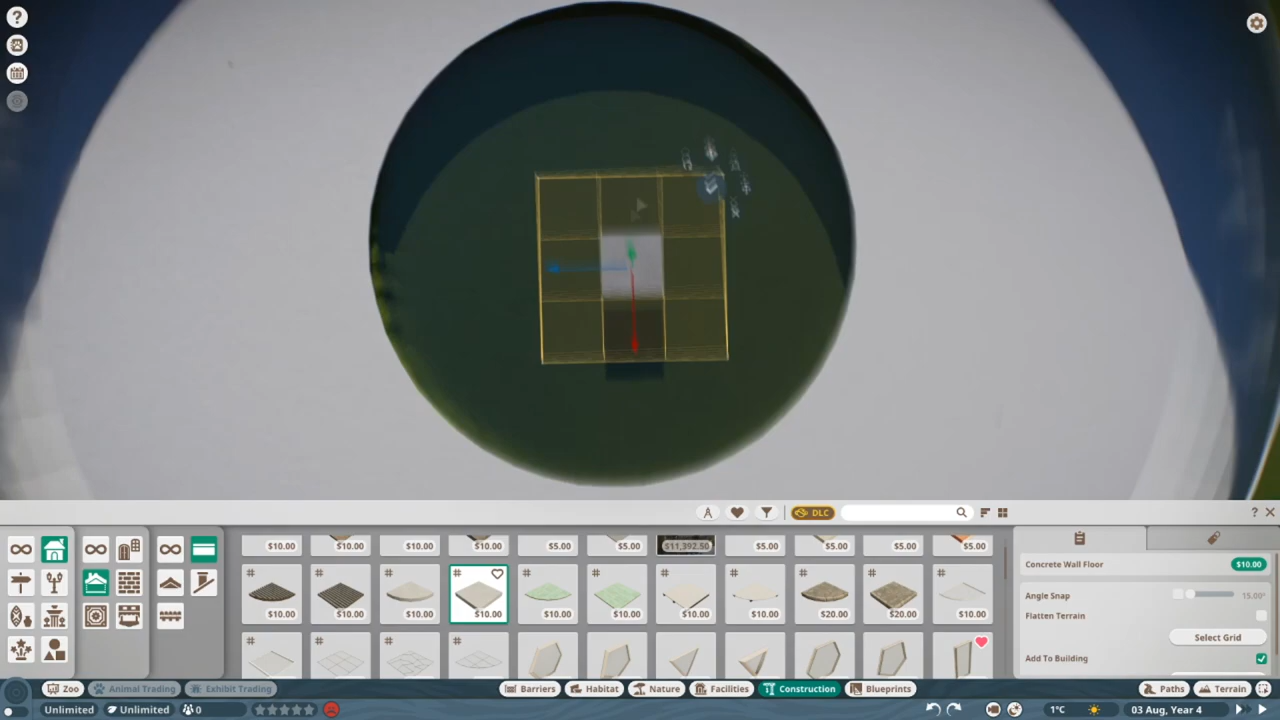 ?
DLC
? ×
$10.00 $10.00 $10.00 $10.00 $5.00 $5.00 $11,392.50 $5.00 $5.00 $5.00 $5.00
$10.00 $10.00 $10.00 $10.00 $10.00 $10.00 $10.00 $10.00 $20.00 $20.00 $10.00
Concrete Wall Floor $10.00
Angle Snap 15.00°
Flatten Terrain
Select Grid
Add To Building
Zoo Animal Trading Exhibit Trading Barriers Habitat Nature Facilities Construction Blueprints Paths Terrain
Unlimited Unlimited 0 1°C 03 Aug, Year 4